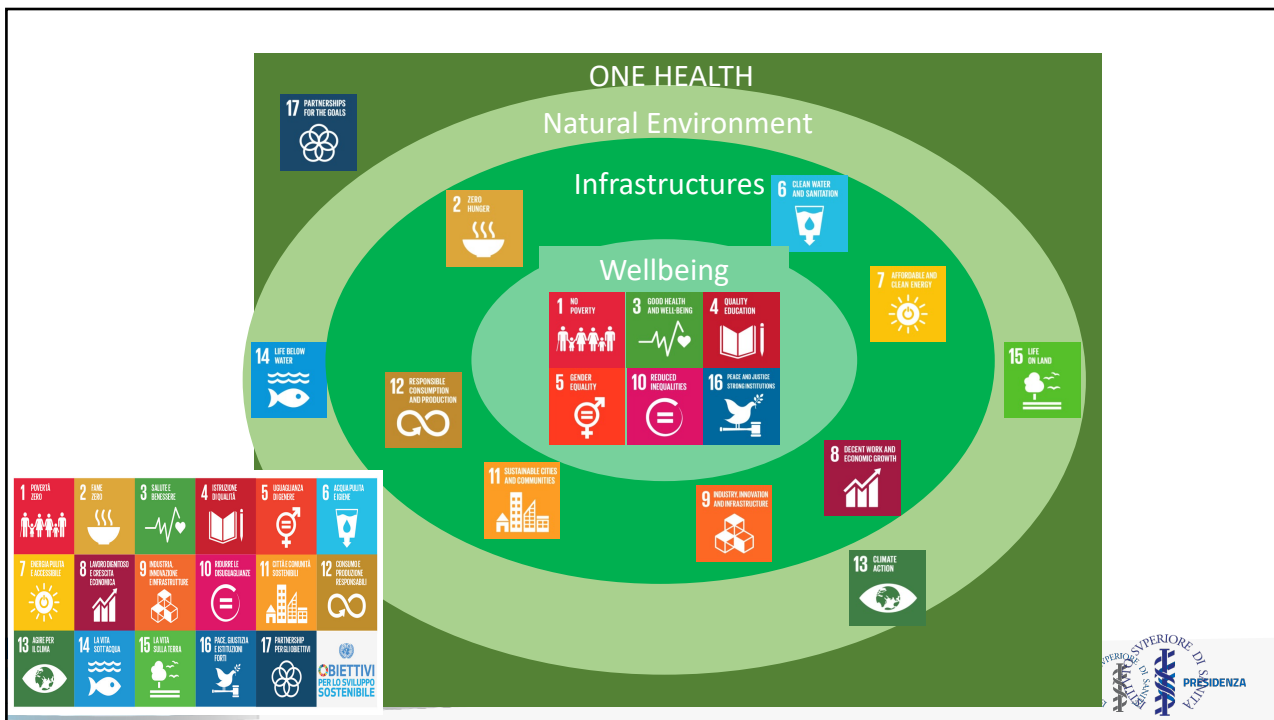 ONE HEALTH
17 PARTNERSHIPS
FOR THE GOALS
Natural Environment
Infrastructures
6 CLEAN WATER
AND SANITATION
2 ZERO
HUNGER
Wellbeing
7 AFFORDABLE AND
CLEAN ENERGY
1 NO
POVERTY
3 GOOD HEALTH
AND WELL-BEING
4 QUALITY
EDUCATION
14 LIFE BELOW
WATER
15 LIFE
ON LAND
12 RESPONSIBLE
CONSUMPTION
AND PRODUCTION
5 GENDER
EQUALITY
10 REDUCED
INEQUALITIES
16 PEACE AND JUSTICE
STRONG INSTITUTIONS
8 DECENT WORK AND
ECONOMIC GROWTH
11 SUSTAINABLE CITIES
AND COMMUNITIES
9 INDUSTRY, INNOVATION
AND INFRASTRUCTURE
13 CLIMATE
ACTION
1 POVERTÀ
ZERO
2 FAME
ZERO
3 SALUTE E
BENESSERE
4 ISTRUZIONE
DI QUALITÀ
5 UGUAGLIANZA
DI GENERE
6 ACQUA PULITA
E IGIENE
7 ENERGIA PULITA
E ACCESSIBILE
8 LAVORO DIGNITOSO
E CRESCITA
ECONOMICA
9 INDUSTRIA,
INNOVAZIONE
E INFRASTRUTTURE
10 RIDURRE LE
DISUGUAGLIANZE
11 CITTÀ E COMUNITÀ
SOSTENIBILI
12 CONSUMO E
PRODUZIONE
RESPONSABILI
13 AGIRE PER
IL CLIMA
14 LA VITA
SOTT'ACQUA
15 LA VITA
SULLA TERRA
16 PACE, GIUSTIZIA
E ISTITUZIONI
FORTI
17 PARTNERSHIP
PER GLI OBIETTIVI
OBIETTIVI
PER LO SVILUPPO
SOSTENIBILE
SVPERIORE DI SANITÀ
PRESIDENZA